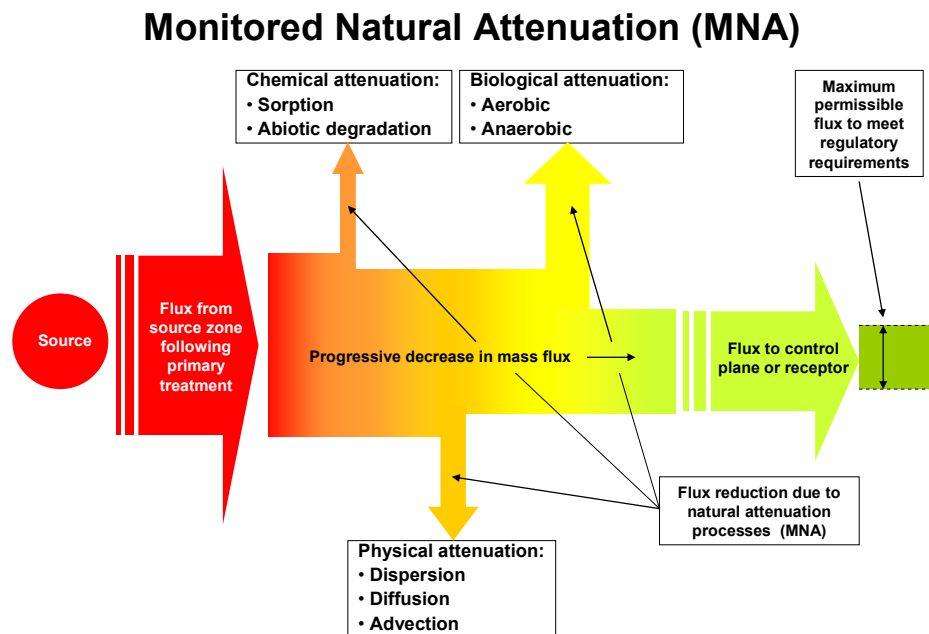 Monitored Natural Attenuation (MNA)
Chemical attenuation:
• Sorption
• Abiotic degradation
Biological attenuation:
• Aerobic
• Anaerobic
Maximum
permissible
flux to meet
regulatory
requirements
Source
Flux from
source zone
following
primary
treatment
Progressive decrease in mass flux
Flux to control
plane or receptor
Flux reduction due to
natural attenuation
processes (MNA)
Physical attenuation:
• Dispersion
• Diffusion
• Advection